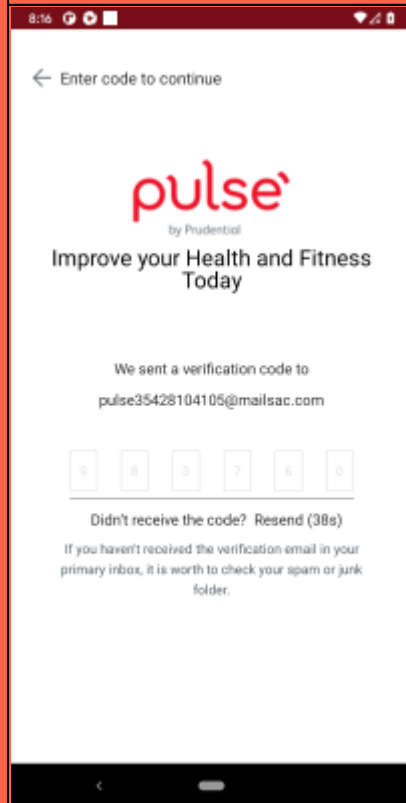 8:16
Enter code to continue
pulse
by Prudential
Improve your Health and Fitness
Today
We sent a verification code to
pulse35428104105@mailsac.com
9 8 3 7 6 0
Didn't receive the code? Resend (38s)
If you haven't received the verification email in your
primary inbox, it is worth to check your spam or junk
folder.